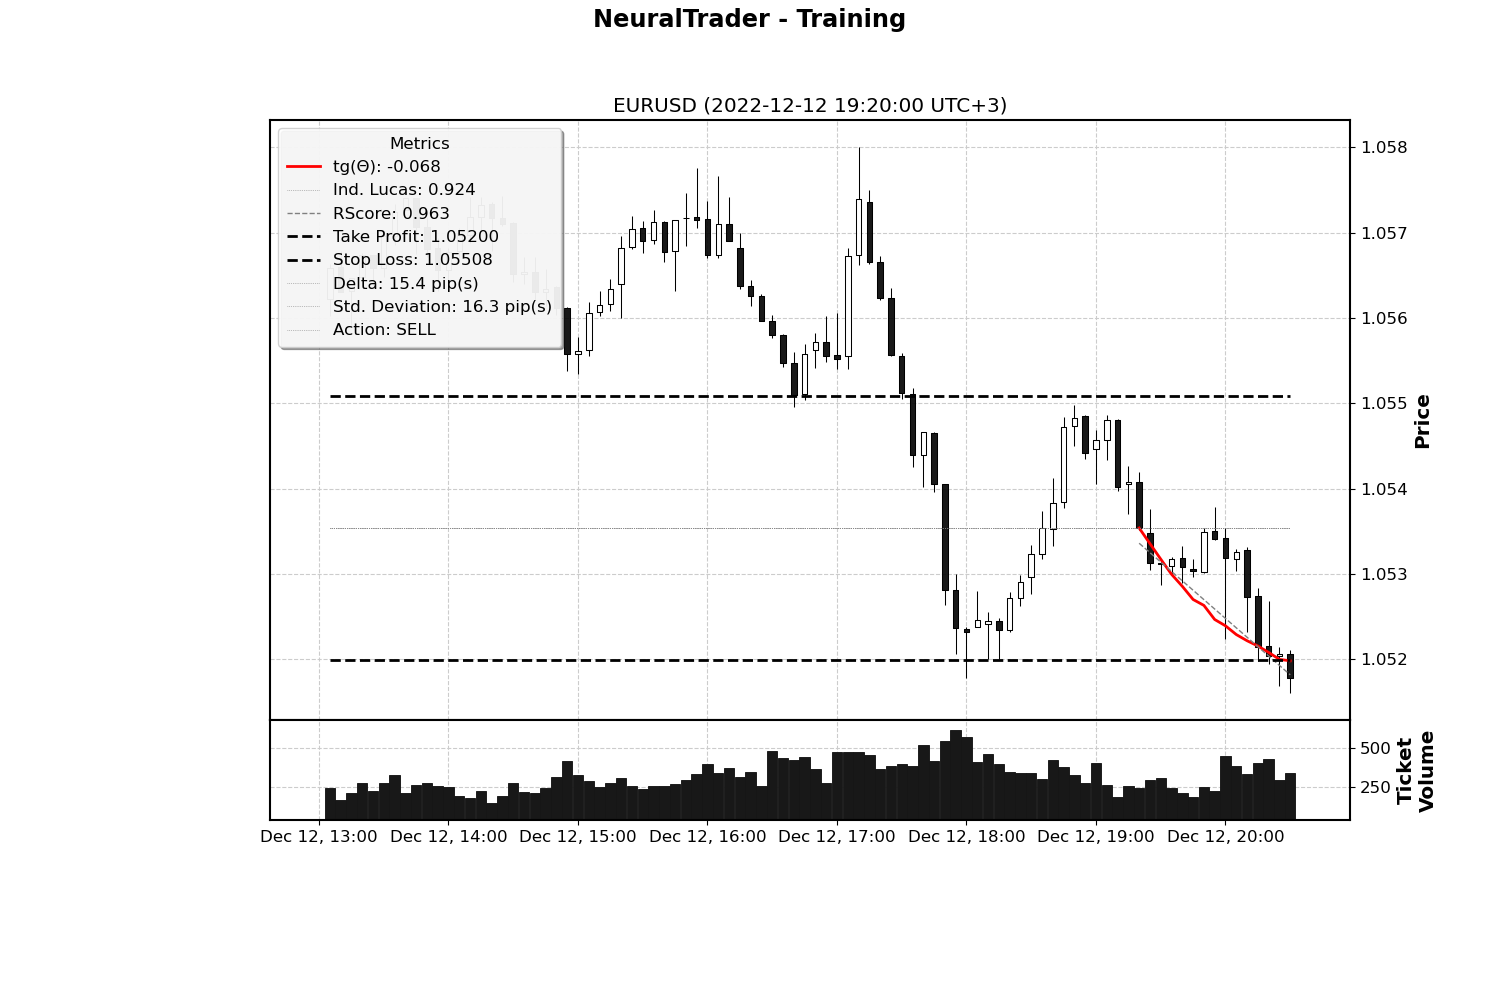 NeuralTrader - Training
EURUSD (2022-12-12 19:20:00 UTC+3)
Metrics
tg(Θ): -0.068
Ind. Lucas: 0.924
RScore: 0.963
Take Profit: 1.05200
Stop Loss: 1.05508
Delta: 15.4 pip(s)
Std. Deviation: 16.3 pip(s)
Action: SELL
1.058
1.057
1.056
1.055
1.054
1.053
1.052
Price
500
250
Ticket
Volume
Dec 12, 13:00
Dec 12, 14:00
Dec 12, 15:00
Dec 12, 16:00
Dec 12, 17:00
Dec 12, 18:00
Dec 12, 19:00
Dec 12, 20:00